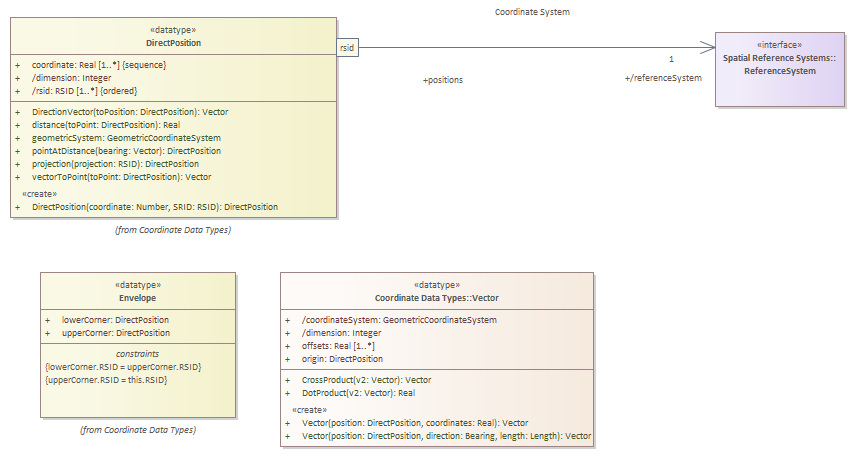 Coordinate System
«datatype»
DirectPosition
+ coordinate: Real [1..*] {sequence}
+ /dimension: Integer
+ /rsid: RSID [1..*] {ordered}
+ DirectionVector(toPosition: DirectPosition): Vector
+ distance(toPoint: DirectPosition): Real
+ geometricSystem: GeometricCoordinateSystem
+ pointAtDistance(bearing: Vector): DirectPosition
+ projection(projection: RSID): DirectPosition
+ vectorToPoint(toPoint: DirectPosition): Vector
«create»
+ DirectPosition(coordinate: Number, SRID: RSID): DirectPosition
(from Coordinate Data Types)
rsid
+positions
1
+/referenceSystem
«interface»
Spatial Reference Systems::
ReferenceSystem
«datatype»
Envelope
+ lowerCorner: DirectPosition
+ upperCorner: DirectPosition
constraints
{lowerCorner.RSID = upperCorner.RSID}
{upperCorner.RSID = this.RSID}
(from Coordinate Data Types)
«datatype»
Coordinate Data Types::Vector
+ /coordinateSystem: GeometricCoordinateSystem
+ /dimension: Integer
+ offsets: Real [1..*]
+ origin: DirectPosition
+ CrossProduct(v2: Vector): Vector
+ DotProduct(v2: Vector): Real
«create»
+ Vector(position: DirectPosition, coordinates: Real): Vector
+ Vector(position: DirectPosition, direction: Bearing, length: Length): Vector